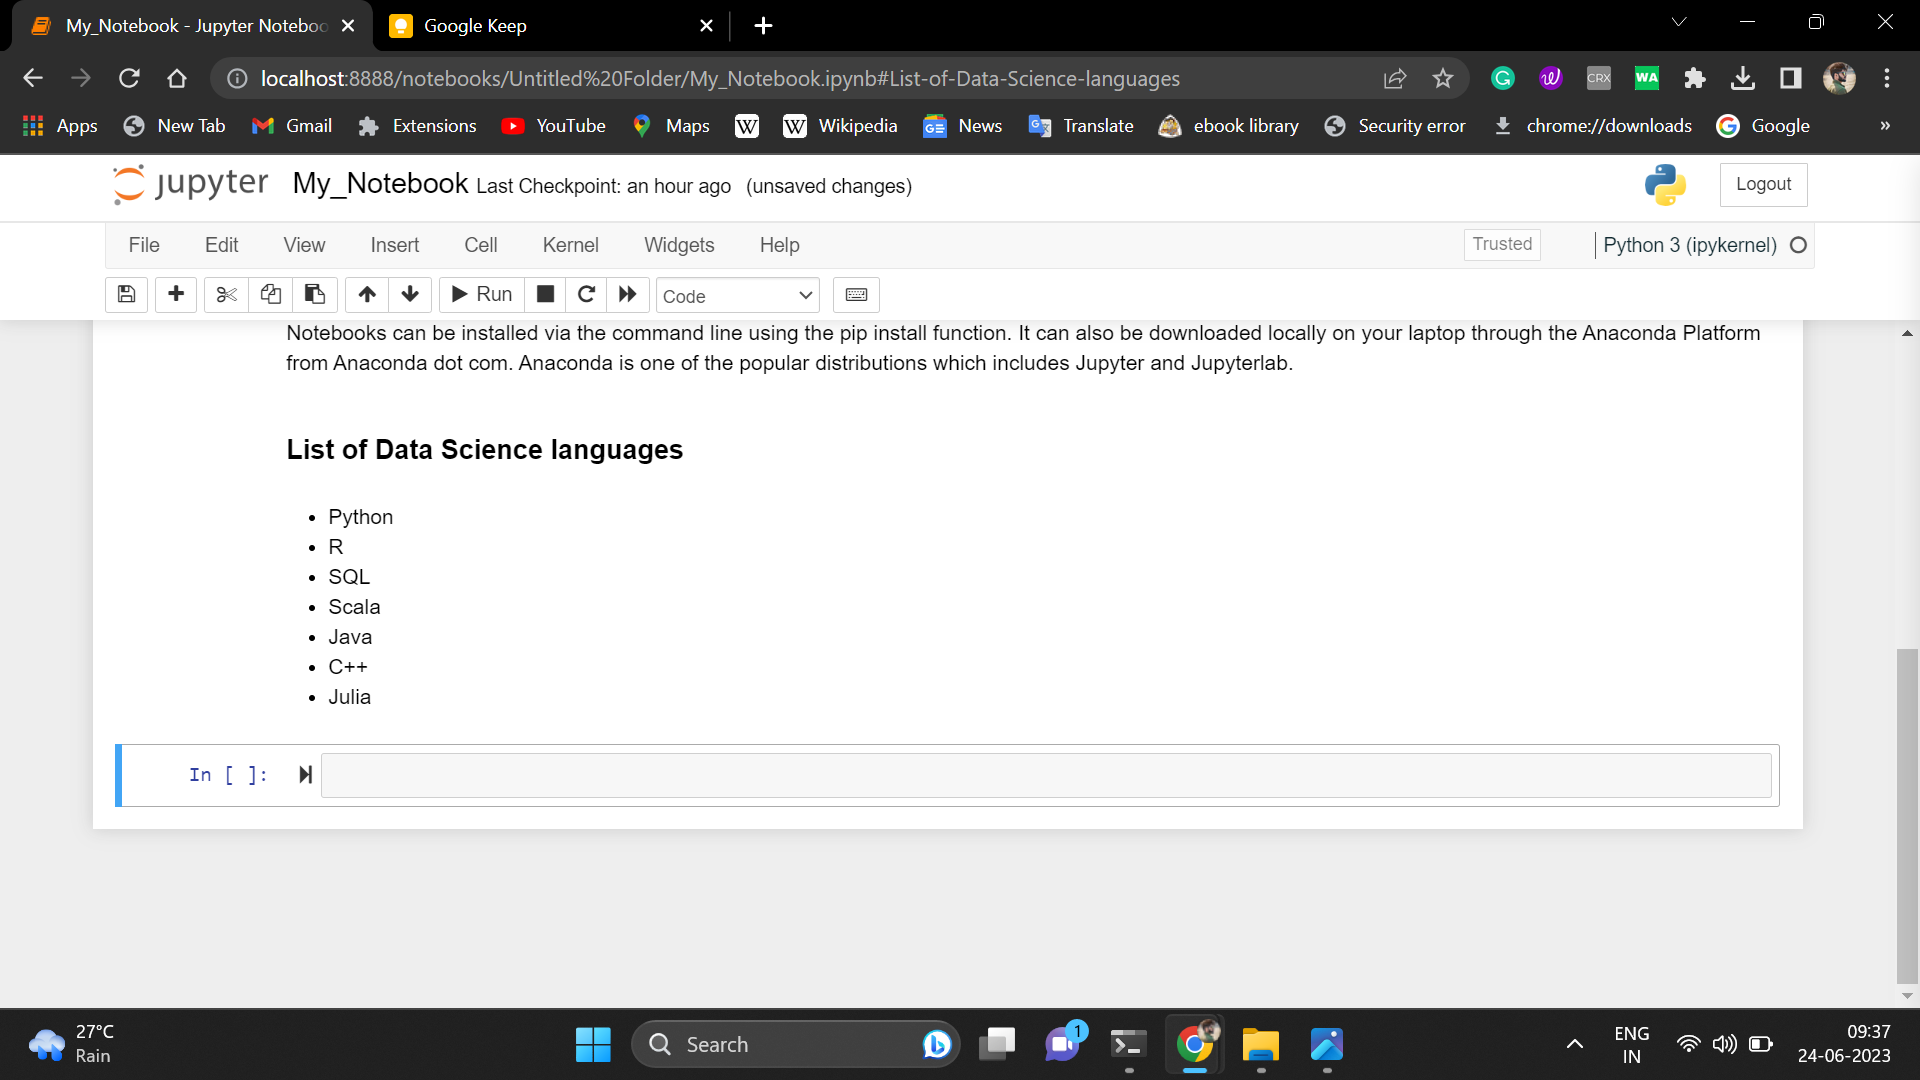 My_Notebook - Jupyter Noteboo
Google Keep
localhost:8888/notebooks/Untitled%20Folder/My_Notebook.ipynb#List-of-Data-Science-languages
CRX
WA
Apps
New Tab
Gmail
Extensions
YouTube
Maps
W
W Wikipedia
News
Translate
ebook library
Security error
chrome://downloads
Google
»
jupyter My_Notebook Last Checkpoint: an hour ago (unsaved changes)
Logout
File Edit View Insert Cell Kernel Widgets Help
Trusted
Python 3 (ipykernel)
Run
Code
Notebooks can be installed via the command line using the pip install function. It can also be downloaded locally on your laptop through the Anaconda Platform
from Anaconda dot com. Anaconda is one of the popular distributions which includes Jupyter and Jupyterlab.
List of Data Science languages
• Python
• R
• SQL
• Scala
• Java
• C++
• Julia
In [ ]:
27°C
Rain
Search
1
ENG
IN
09:37
24-06-2023